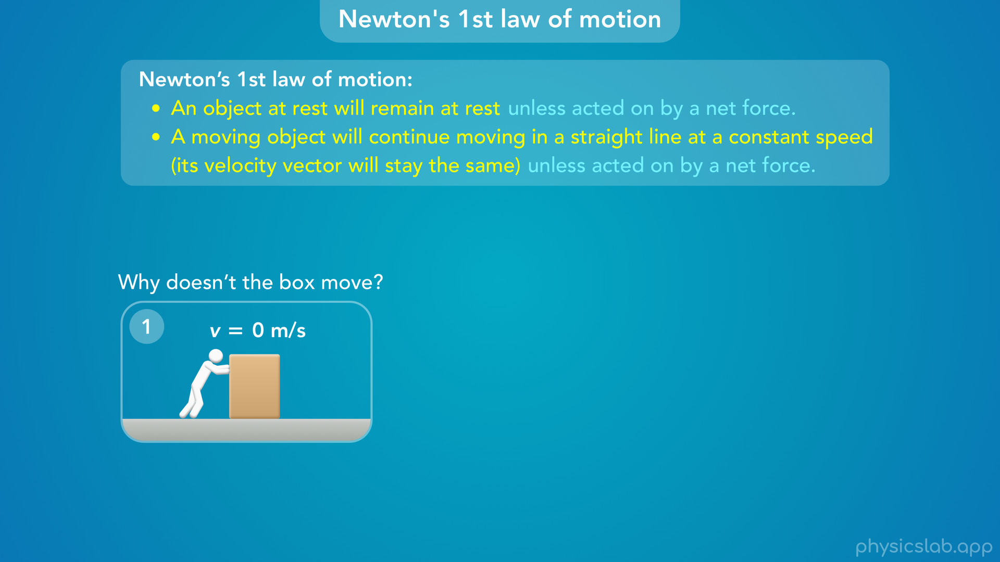 Newton's 1st law of motion
Newton’s 1st law of motion:
• An object at rest will remain at rest unless acted on by a net force.
• A moving object will continue moving in a straight line at a constant speed
(its velocity vector will stay the same) unless acted on by a net force.
Why doesn’t the box move?
1
v = 0 m/s
physicslab.app